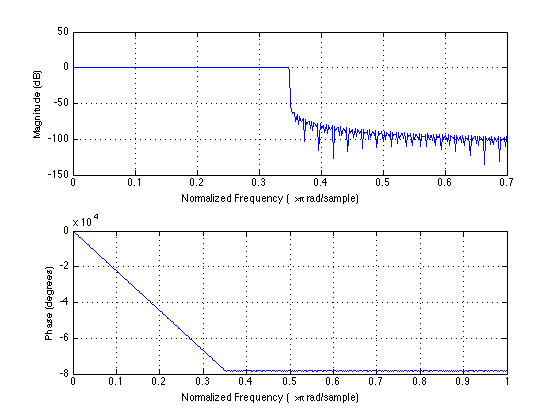 50
0
-50
-100
-150
Magnitude (dB)
0 0.1 0.2 0.3 0.4 0.5 0.6 0.7
Normalized Frequency (×π rad/sample)
x 10^4
0
-2
-4
-6
-8
Phase (degrees)
0 0.1 0.2 0.3 0.4 0.5 0.6 0.7 0.8 0.9 1
Normalized Frequency (×π rad/sample)